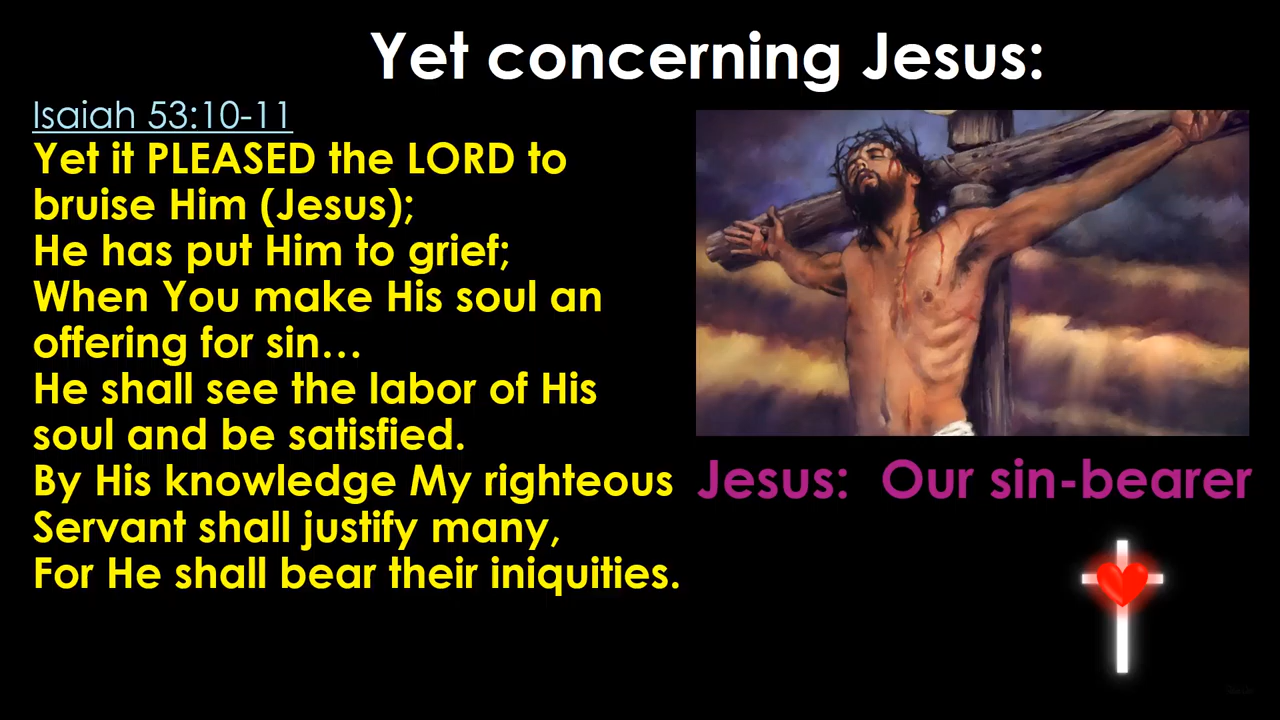 Yet concerning Jesus:
Isaiah 53:10-11
Yet it PLEASED the LORD to
bruise Him (Jesus);
He has put Him to grief;
When You make His soul an
offering for sin…
He shall see the labor of His
soul and be satisfied.
By His knowledge My righteous
Servant shall justify many,
For He shall bear their iniquities.
Jesus:  Our sin-bearer